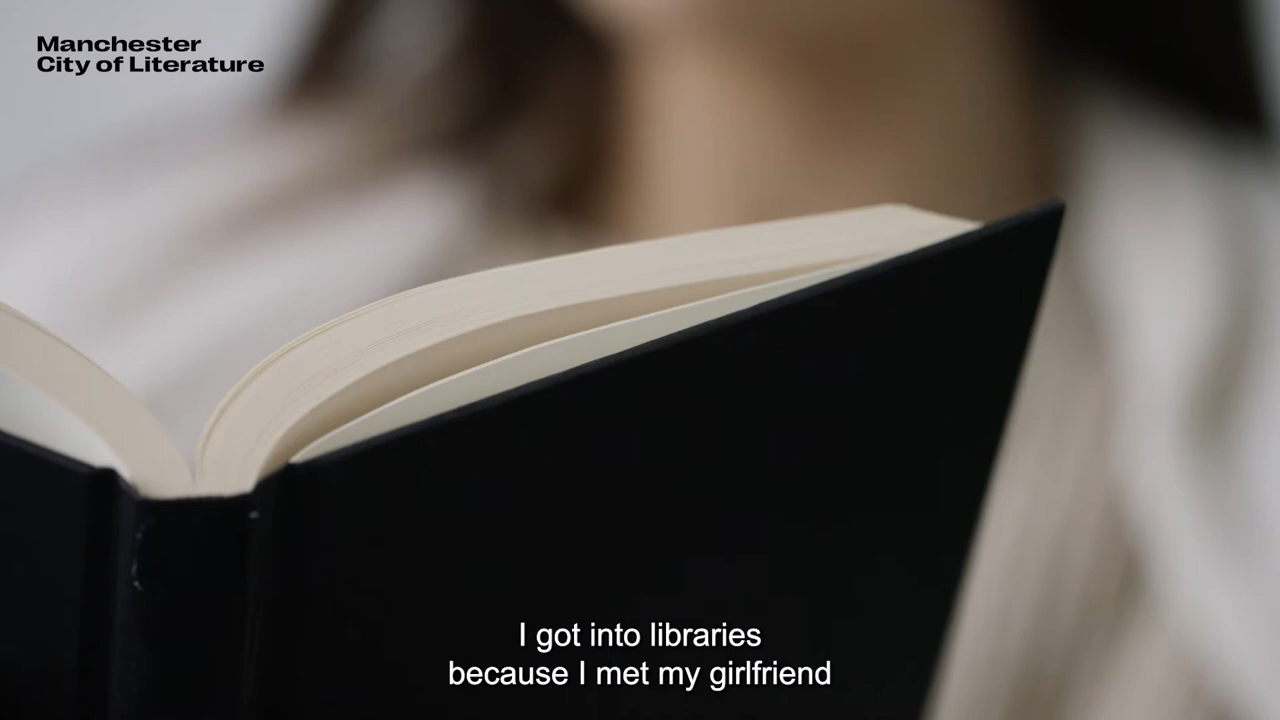 Manchester
City of Literature
I got into libraries
because I met my girlfriend